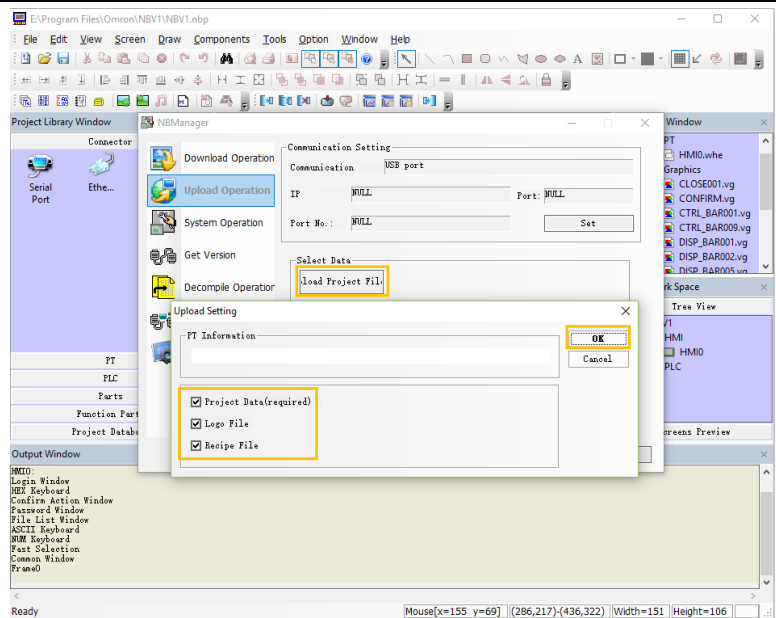 E:\Program Files\Omron\NBV1\NBV1.nbp
File Edit View Screen Draw Components Tools Option Window Help
Project Library Window
Connector
Serial Port
Ethe...
PT
PLC
Parts
Function Part
Project Databa
NBManager
Download Operation
Upload Operation
System Operation
Get Version
Decompile Operation
Communication Setting
Communication USB port
IP NULL Port: NULL
Port No.: NULL Set
Select Data
load Project Fil
Upload Setting
PT Information
OK
Cancel
Project Data(required)
Logo File
Recipe File
Window
PT
HMI0.whe
Graphics
CLOSE001.vg
CONFIRM.vg
CTRL_BAR001.vg
CTRL_BAR009.vg
DISP_BAR001.vg
DISP_BAR002.vg
DISP_BAR005.vg
rk Space
Tree View
V1
HMI
HMI0
PLC
creens Preview
Output Window
HMI0:
Login Window
HEX Keyboard
Confirm Action Window
Password Window
File List Window
ASCII Keyboard
NUM Keyboard
Fast Selection
Common Window
Frame0
Ready
Mouse[x=155 y=69] (286,217)-(436,322) Width=151 Height=106